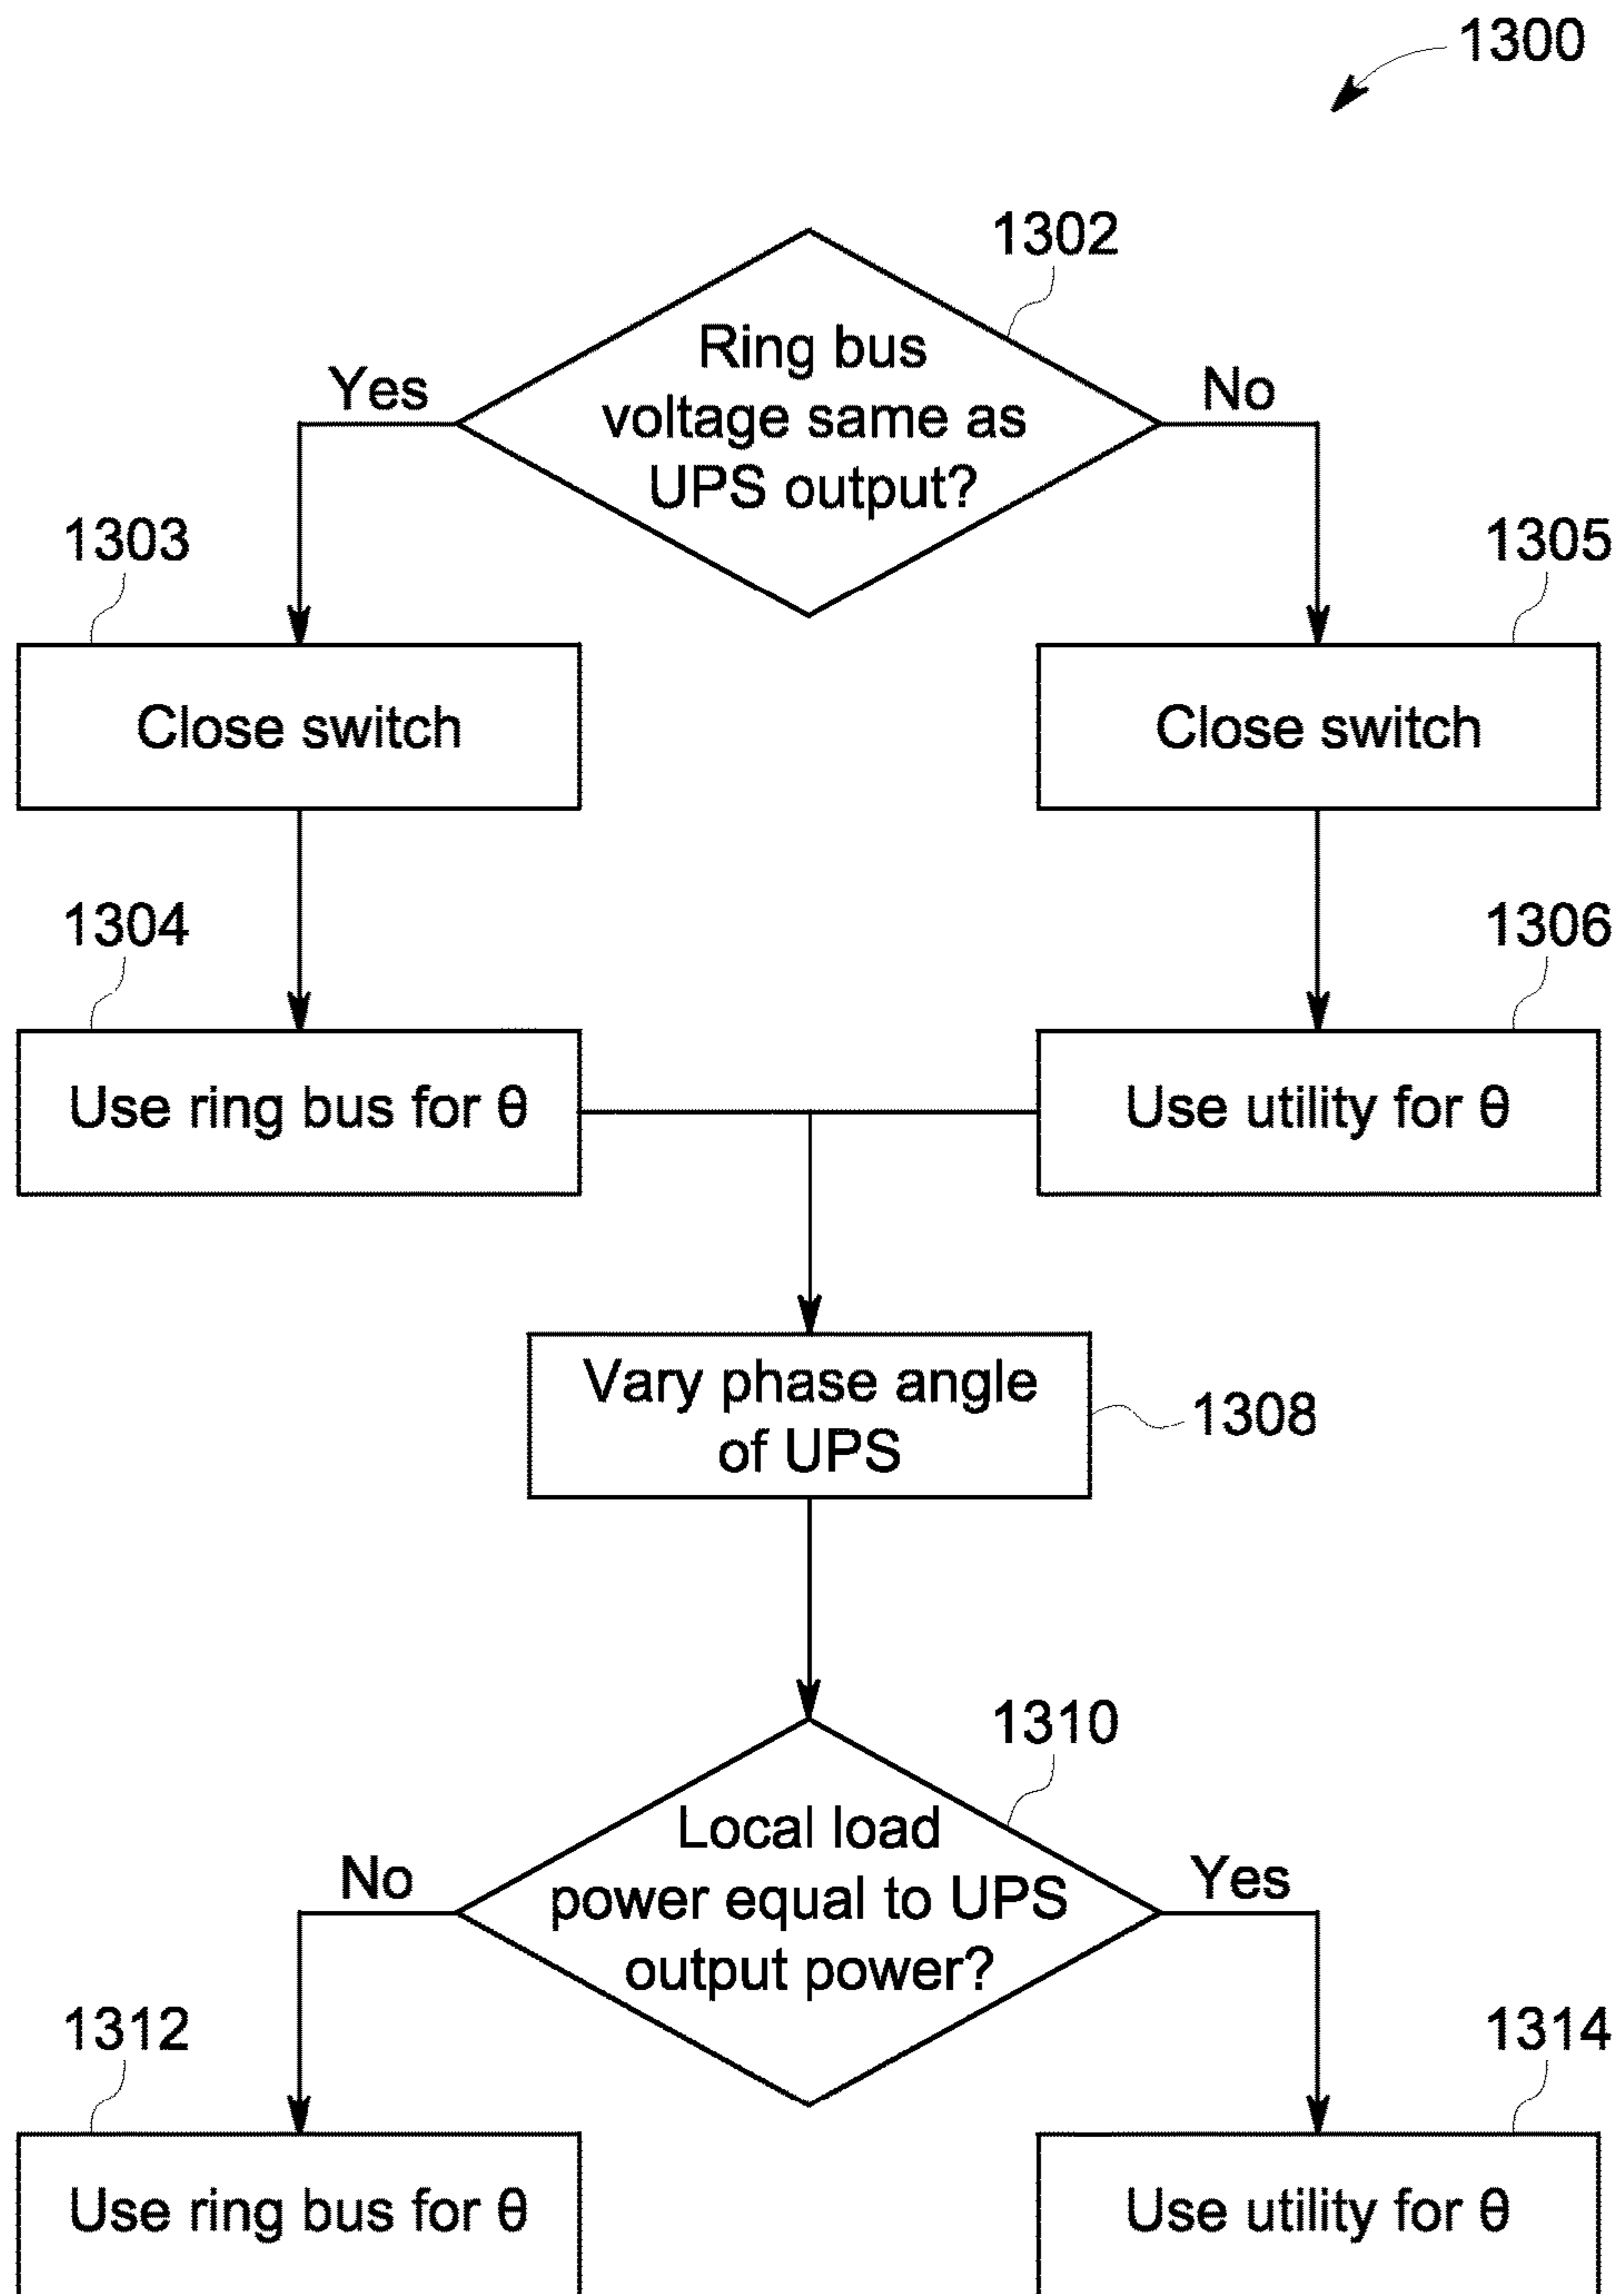 1300
1302
Ring bus
voltage same as
UPS output?
Yes
No
1303
1305
Close switch
Close switch
1304
1306
Use ring bus for θ
Use utility for θ
Vary phase angle
of UPS
1308
1310
Local load
power equal to UPS
output power?
No
Yes
1312
1314
Use ring bus for θ
Use utility for θ